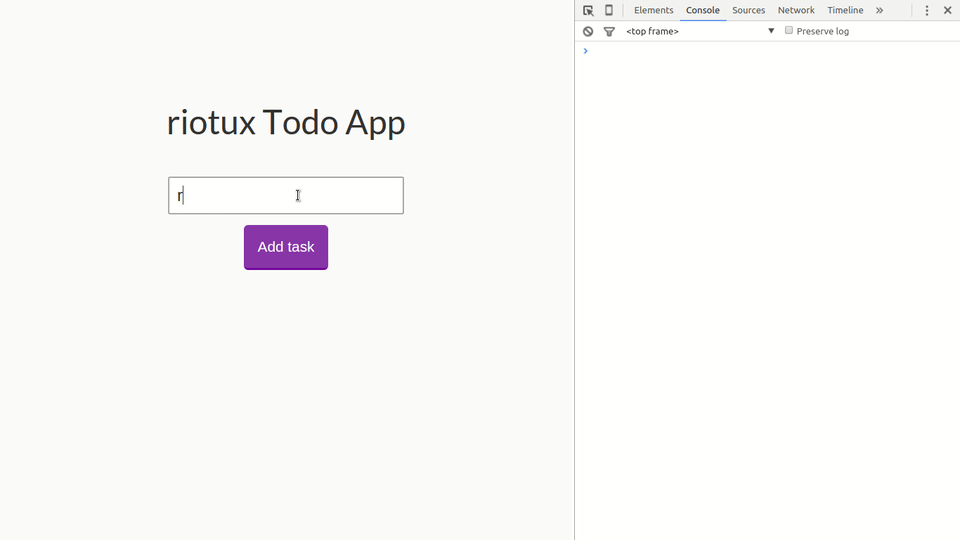 riotux Todo App
r
Add task
Elements Console Sources Network Timeline »
<top frame> ▼ Preserve log
›